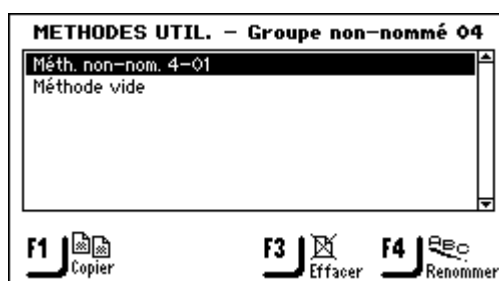 METHODES UTIL. – Groupe non-nommé 04
Méth. non-nom. 4-01
Méthode vide
F1 Copier
F3 Effacer
F4 ABC Renommer